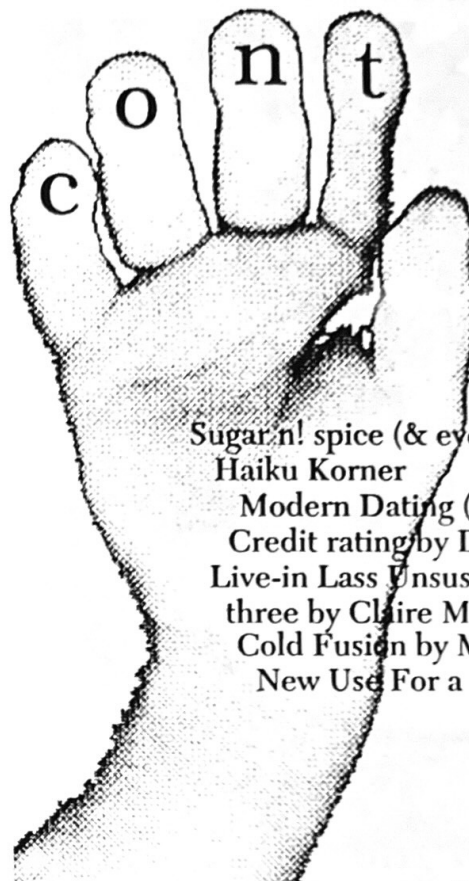 c o n t
Sugar n! spice (& eve
Haiku Korner
Modern Dating (
Credit rating by D
Live-in Lass Unsus
three by Claire M
Cold Fusion by M
New Use For a